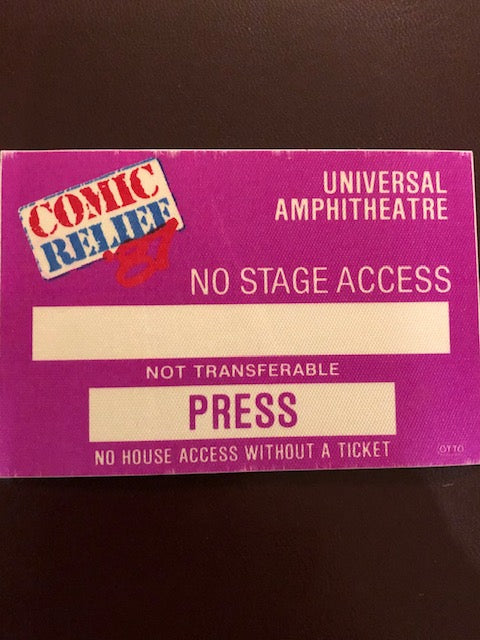 COMIC
RELIEF
'87
UNIVERSAL
AMPHITHEATRE
NO STAGE ACCESS
NOT TRANSFERABLE
PRESS
NO HOUSE ACCESS WITHOUT A TICKET
OTTO